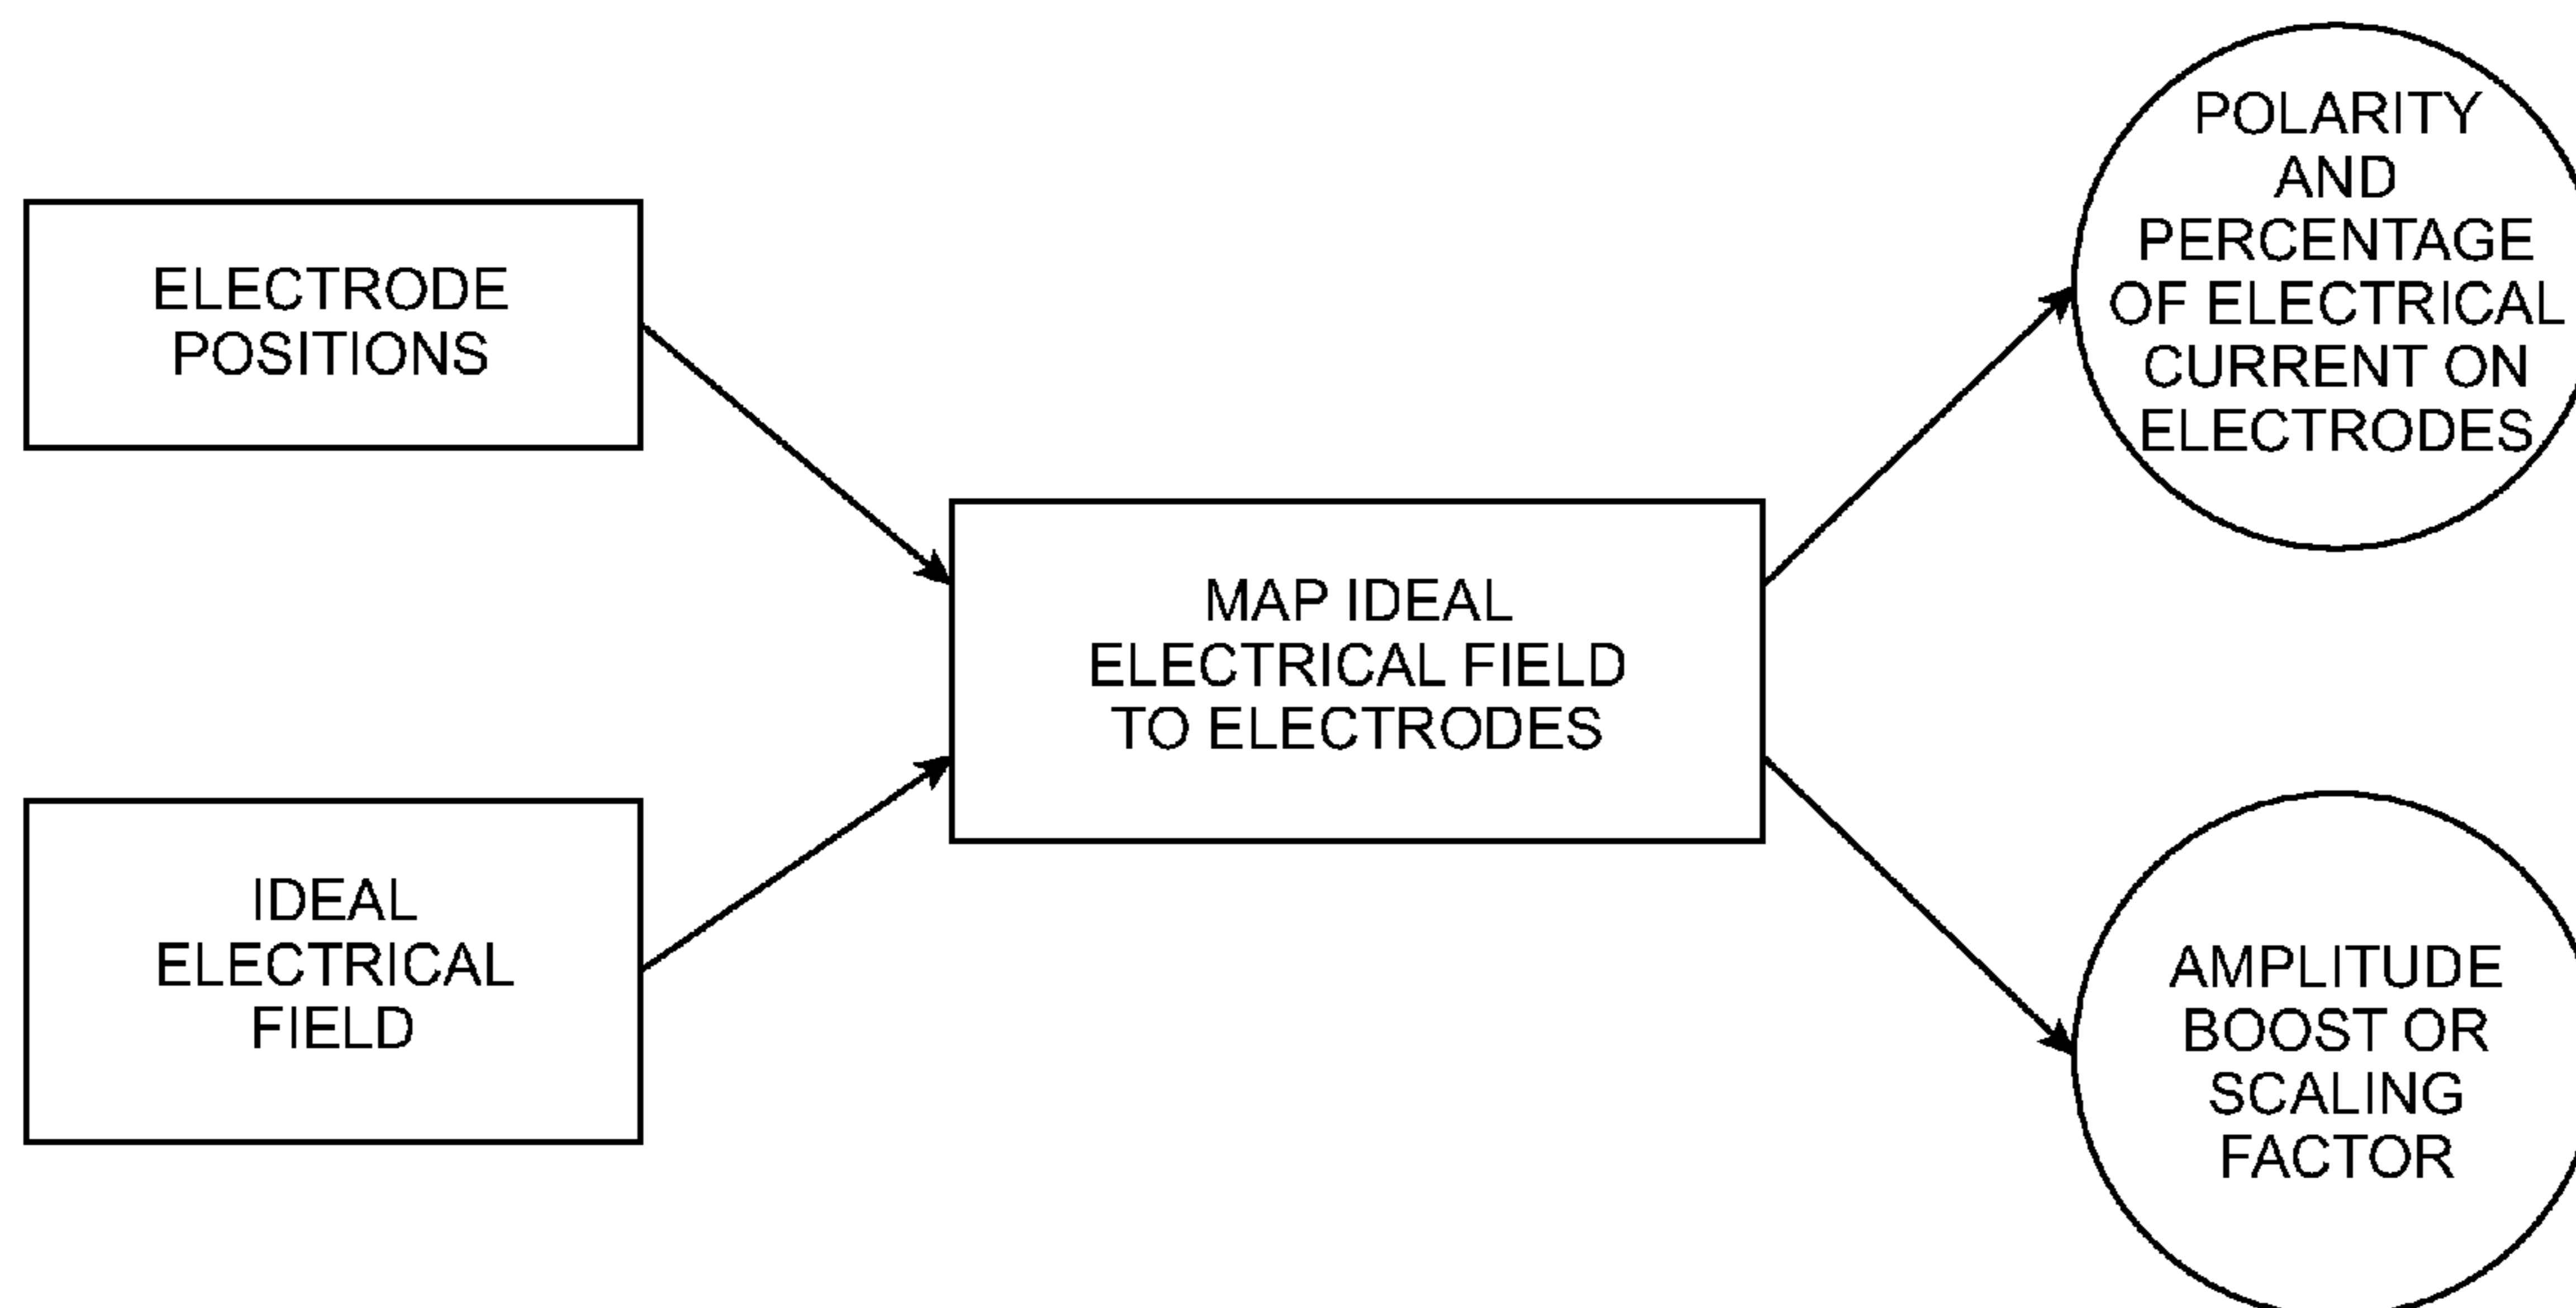 ELECTRODE
POSITIONS
IDEAL
ELECTRICAL
FIELD
MAP IDEAL
ELECTRICAL FIELD
TO ELECTRODES
POLARITY
AND
PERCENTAGE
OF ELECTRICAL
CURRENT ON
ELECTRODES
AMPLITUDE
BOOST OR
SCALING
FACTOR